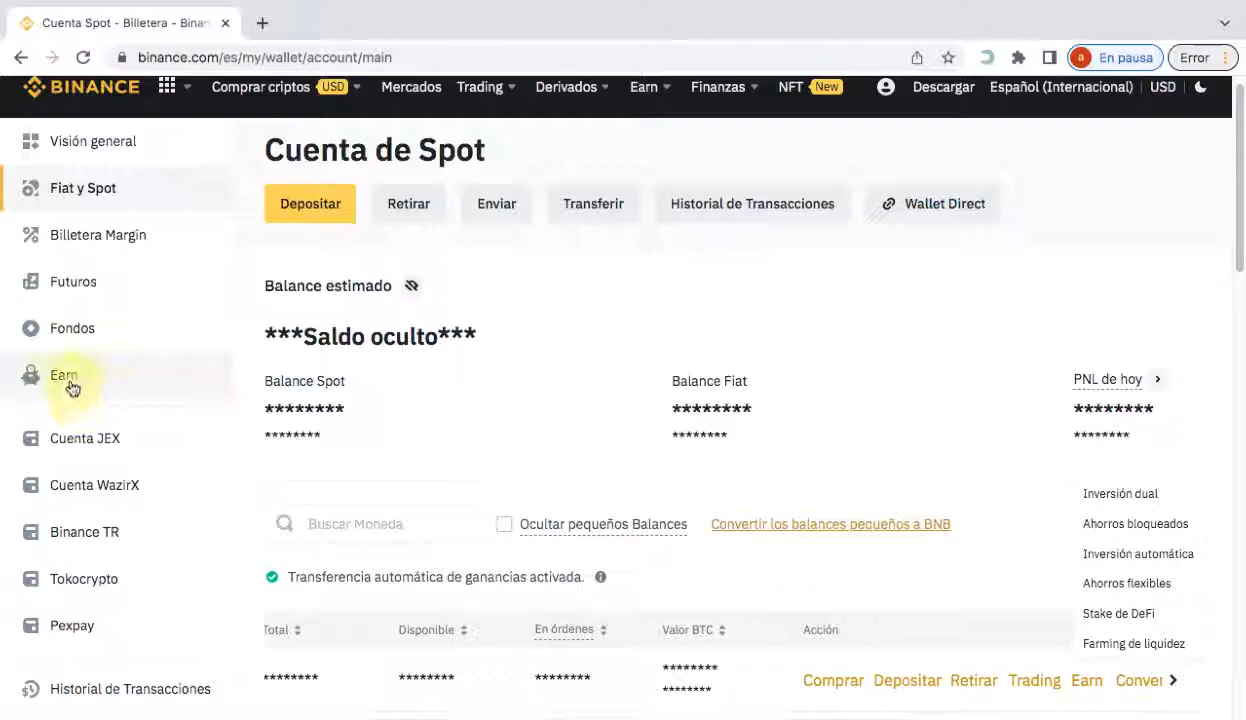 Cuenta Spot - Billetera - Binan
binance.com/es/my/wallet/account/main
a En pausa
Error
BINANCE
Comprar criptos USD
Mercados
Trading
Derivados
Earn
Finanzas
NFT New
Descargar
Español (Internacional)
USD
Visión general
Fiat y Spot
Billetera Margin
Futuros
Fondos
Earn
Cuenta JEX
Cuenta WazirX
Binance TR
Tokocrypto
Pexpay
Historial de Transacciones
Cuenta de Spot
Depositar
Retirar
Enviar
Transferir
Historial de Transacciones
Wallet Direct
Balance estimado
***Saldo oculto***
Balance Spot
********
********
Balance Fiat
********
********
PNL de hoy
********
********
Inversión dual
Ahorros bloqueados
Inversión automática
Ahorros flexibles
Stake de DeFi
Farming de liquidez
Buscar Moneda
Ocultar pequeños Balances
Convertir los balances pequeños a BNB
Transferencia automática de ganancias activada.
Total
Disponible
En órdenes
Valor BTC
Acción
********
********
********
********
********
Comprar Depositar Retirar Trading Earn Conver